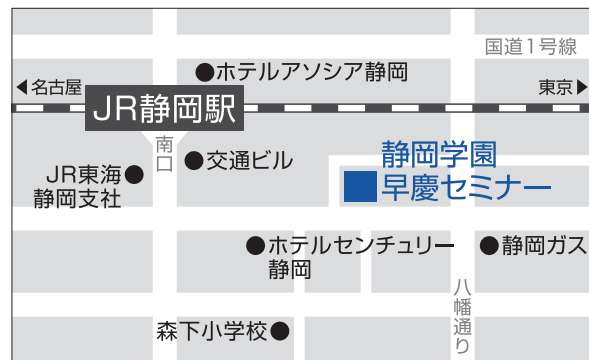 国道1号線
●ホテルアソシア静岡
◀名古屋
東京▶
JR静岡駅
南口
●交通ビル
JR東海●
静岡支社
静岡学園
早慶セミナー
●ホテルセンチュリー
静岡
●静岡ガス
八幡通り
森下小学校●